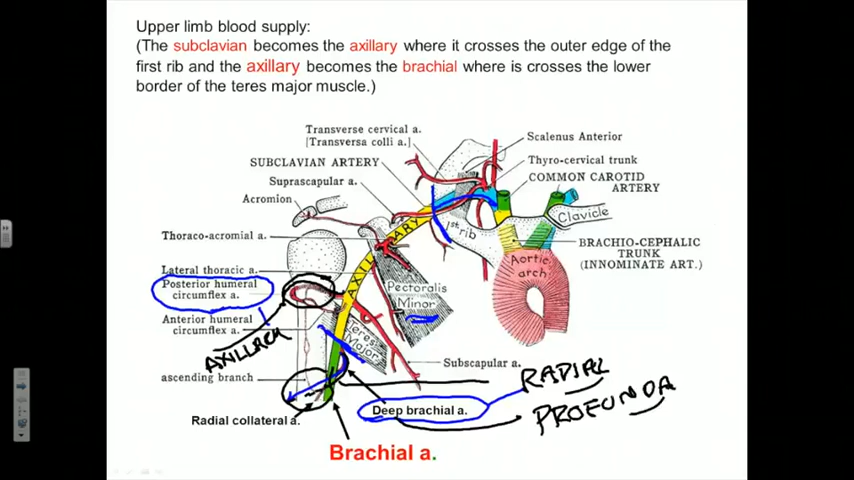 Upper limb blood supply:
(The subclavian becomes the axillary where it crosses the outer edge of the
first rib and the axillary becomes the brachial where is crosses the lower
border of the teres major muscle.)
Transverse cervical a.
[Transversa colli a.]
Scalenus Anterior
SUBCLAVIAN ARTERY
Thyro-cervical trunk
Suprascapular a.
COMMON CAROTID
ARTERY
Acromion
Clavicle
1st rib
Thoraco-acromial a.
AXILLARY
BRACHIO-CEPHALIC
TRUNK
(INNOMINATE ART.)
Aortic
arch
Lateral thoracic a.
Posterior humeral
circumflex a.
Pectoralis
Minor
Anterior humeral
circumflex a.
Teres
Major
AXILLARY
Subscapular a.
ascending branch
RADIAL
Deep brachial a.
PROFUNDA
Radial collateral a.
Brachial a.